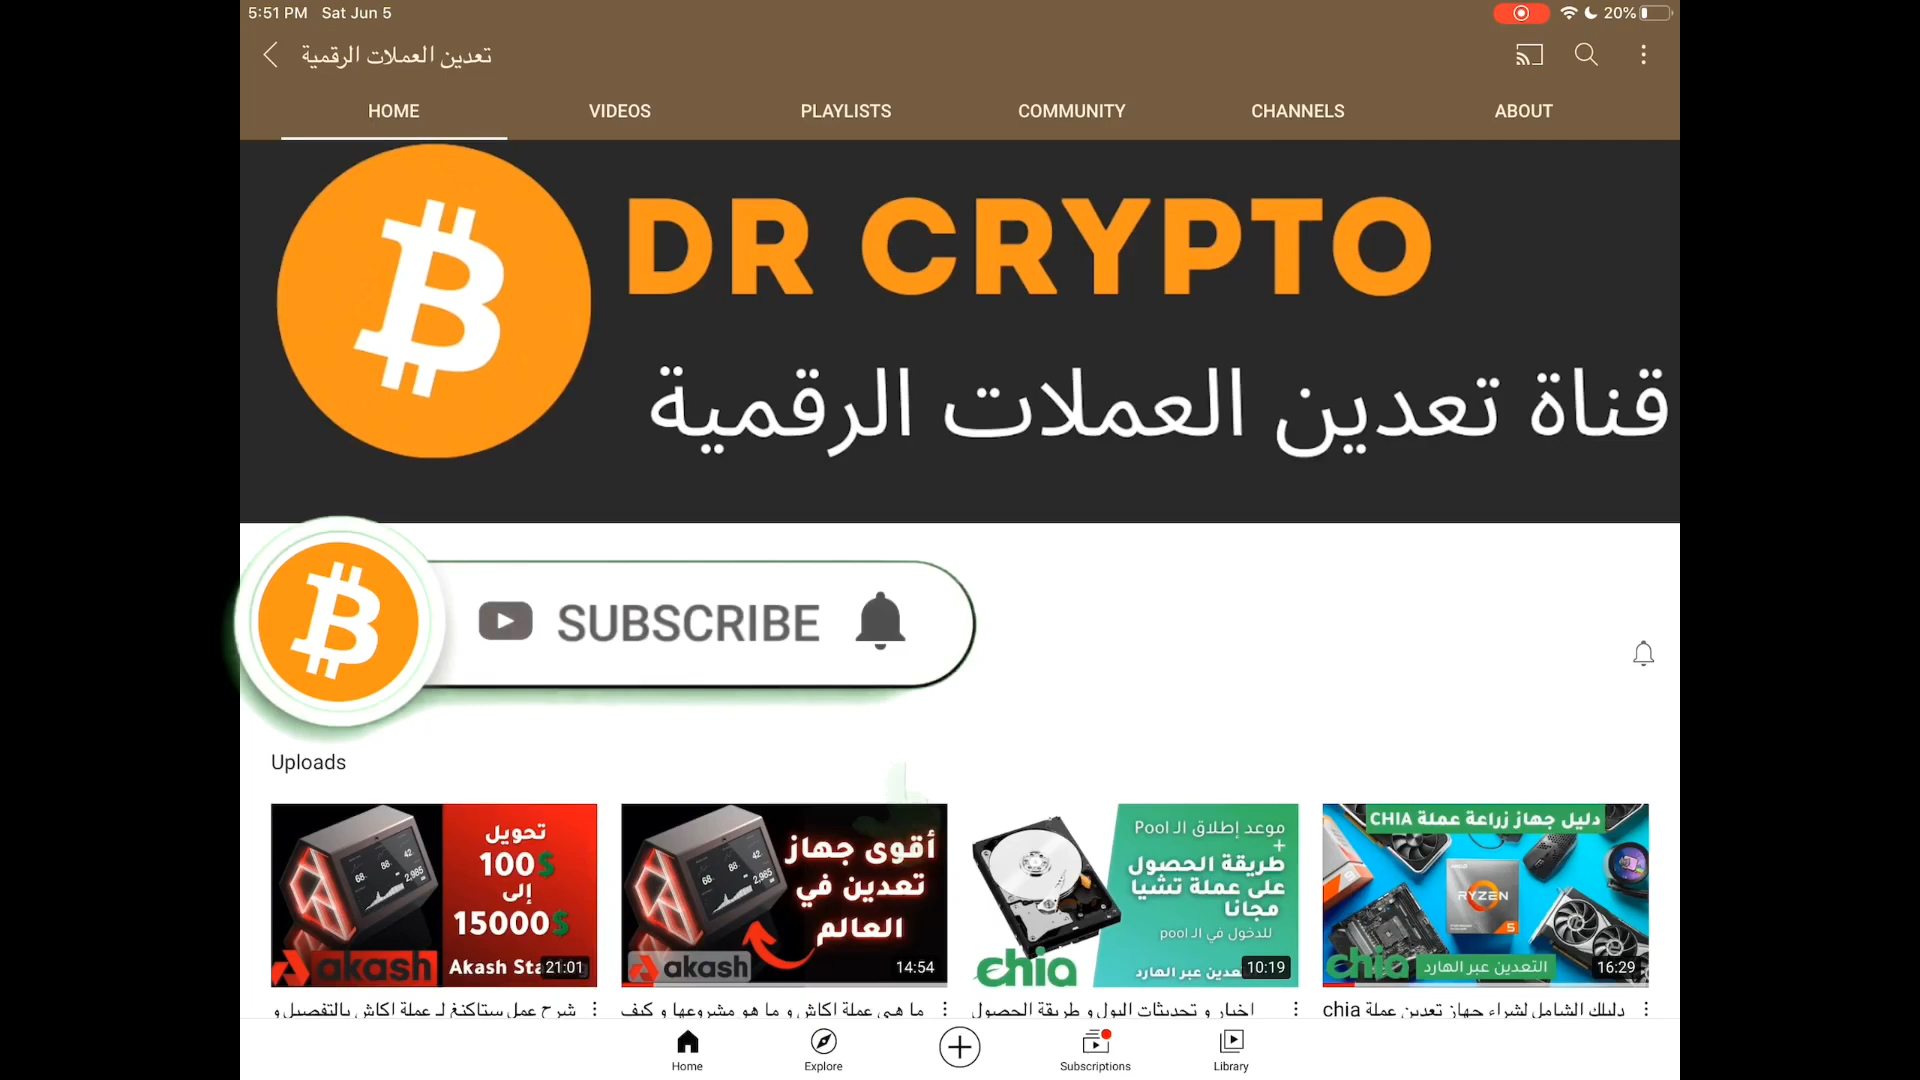 5:51 PM Sat Jun 5
20%
تعدين العملات الرقمية
HOME VIDEOS PLAYLISTS COMMUNITY CHANNELS ABOUT
DR CRYPTO
قناة تعدين العملات الرقمية
SUBSCRIBE
Uploads
تحويل
100$
إلى
15000$
akash
Akash Sta
21:01
أقوى جهاز
تعدين في
العالم
akash
14:54
موعد إطلاق الـ Pool
+
طريقة الحصول
على عملة تشيا
مجانا
للدخول في الـ pool
chia
10:19
دليل جهاز زراعة عملة CHIA
AMD
RYZEN
5
chia
التعدين عبر الهارد
16:29
شرح عمل ستاكنغ لـ عملة اكاش بالتفصيل و
ما هي عملة اكاش و ما هو مشروعها و كيف
اخبار و تحديثات البول و طريقة الحصول
دليلك الشامل لشراء جهاز تعدين عملة chia
Home Explore Subscriptions Library